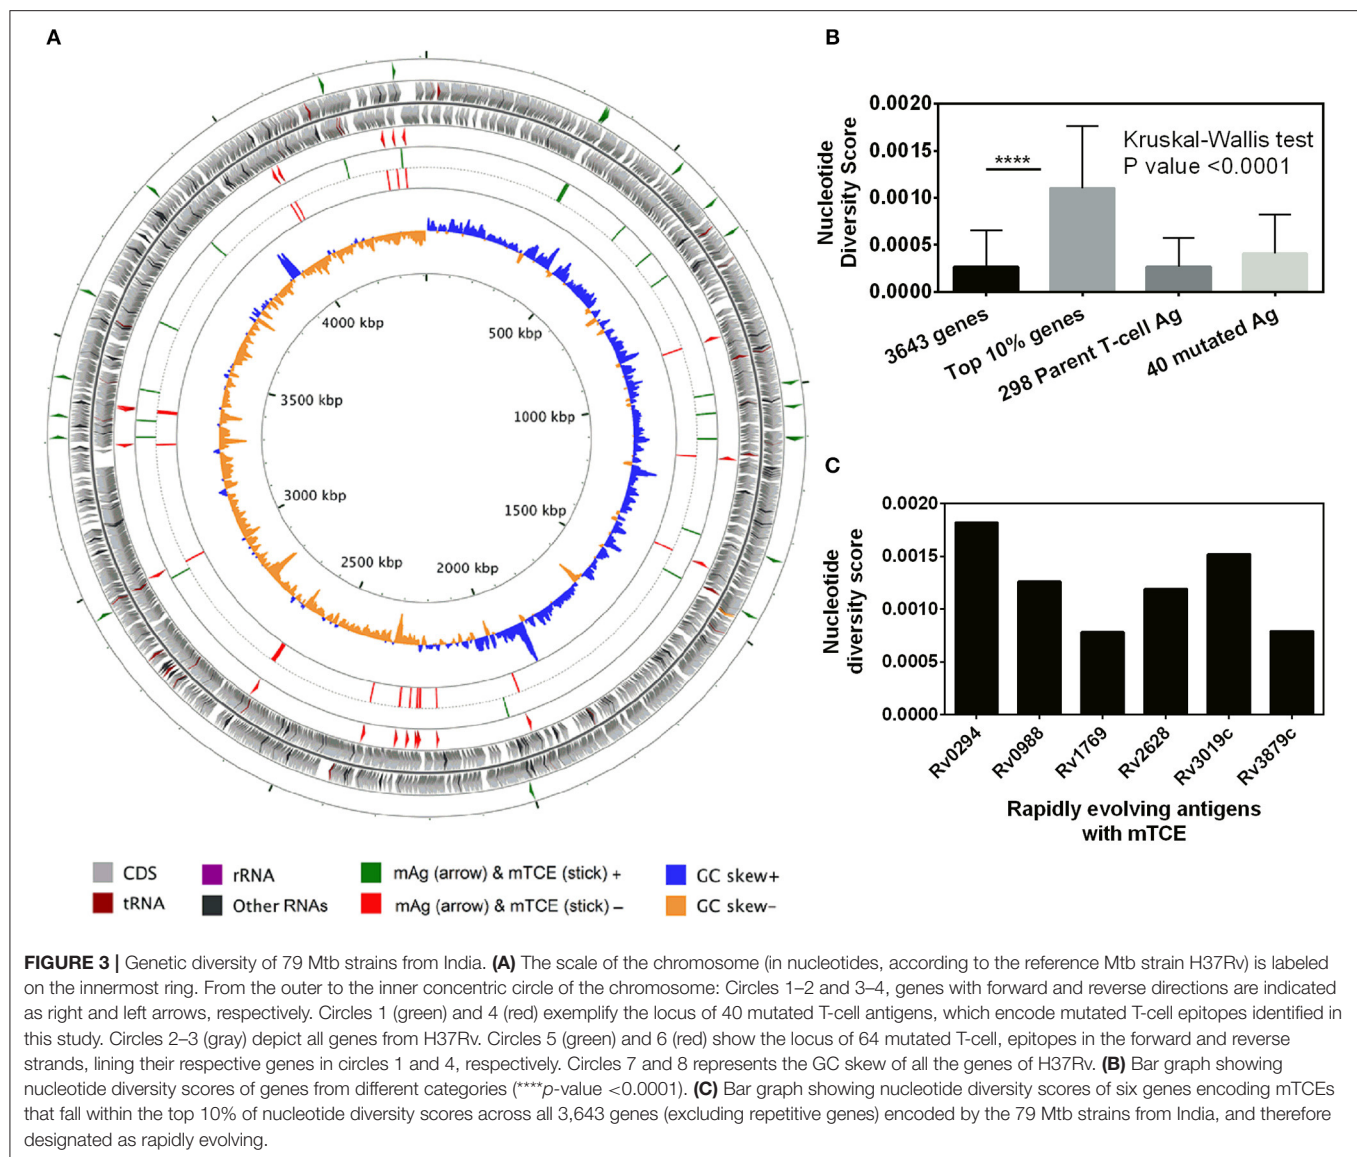 A
500 kbp
1000 kbp
1500 kbp
2000 kbp
2500 kbp
3000 kbp
3500 kbp
4000 kbp
CDS
tRNA
rRNA
Other RNAs
mAg (arrow) & mTCE (stick) +
mAg (arrow) & mTCE (stick) –
GC skew+
GC skew-
B
Nucleotide
Diversity Score
0.0020
0.0015
0.0010
0.0005
0.0000
****
Kruskal-Wallis test
P value <0.0001
3643 genes
Top 10% genes
298 Parent T-cell Ag
40 mutated Ag
C
Nucleotide
diversity score
0.0020
0.0015
0.0010
0.0005
0.0000
Rv0294
Rv0988
Rv1769
Rv2628
Rv3019c
Rv3879c
Rapidly evolving antigens
with mTCE
FIGURE 3 | Genetic diversity of 79 Mtb strains from India. (A) The scale of the chromosome (in nucleotides, according to the reference Mtb strain H37Rv) is labeled
on the innermost ring. From the outer to the inner concentric circle of the chromosome: Circles 1–2 and 3–4, genes with forward and reverse directions are indicated
as right and left arrows, respectively. Circles 1 (green) and 4 (red) exemplify the locus of 40 mutated T-cell antigens, which encode mutated T-cell epitopes identified in
this study. Circles 2–3 (gray) depict all genes from H37Rv. Circles 5 (green) and 6 (red) show the locus of 64 mutated T-cell, epitopes in the forward and reverse
strands, lining their respective genes in circles 1 and 4, respectively. Circles 7 and 8 represents the GC skew of all the genes of H37Rv. (B) Bar graph showing
nucleotide diversity scores of genes from different categories (****p-value <0.0001). (C) Bar graph showing nucleotide diversity scores of six genes encoding mTCEs
that fall within the top 10% of nucleotide diversity scores across all 3,643 genes (excluding repetitive genes) encoded by the 79 Mtb strains from India, and therefore
designated as rapidly evolving.